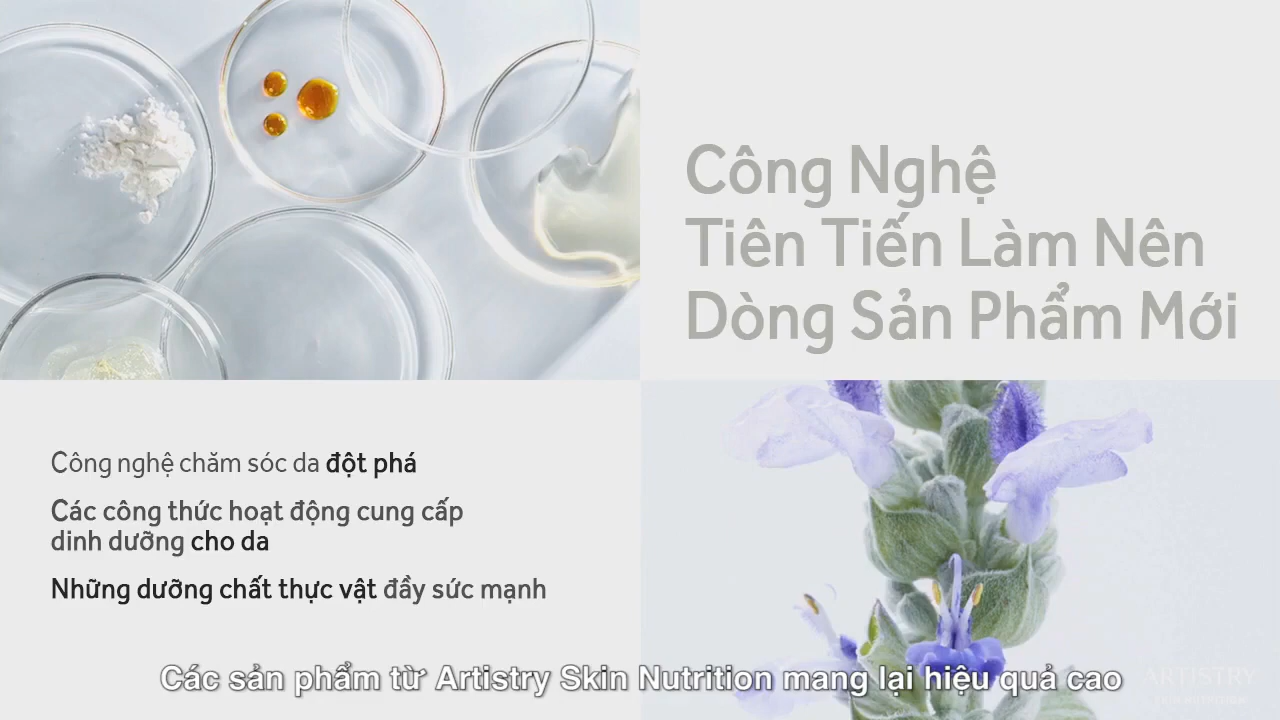 Công Nghệ
Tiên Tiến Làm Nên
Dòng Sản Phẩm Mới
Công nghệ chăm sóc da đột phá
Các công thức hoạt động cung cấp
dinh dưỡng cho da
Những dưỡng chất thực vật đầy sức mạnh
Các sản phẩm từ Artistry Skin Nutrition mang lại hiệu quả cao
ARTISTRY
SKIN NUTRITION